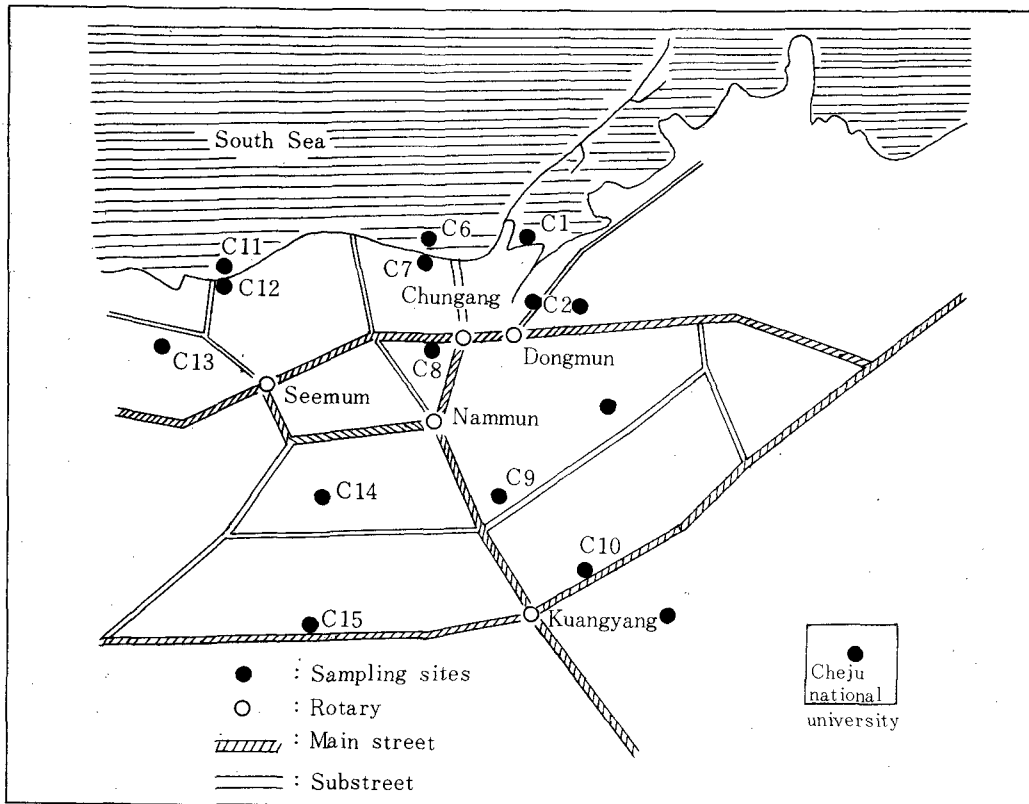 South Sea
C6
C1
C11
C7
C12
Chungang
C2
C13
C8
Dongmun
Seemum
Nammun
C14
C9
C10
C15
Kuangyang
: Sampling sites
: Rotary
: Main street
: Substreet
Cheju
national
university